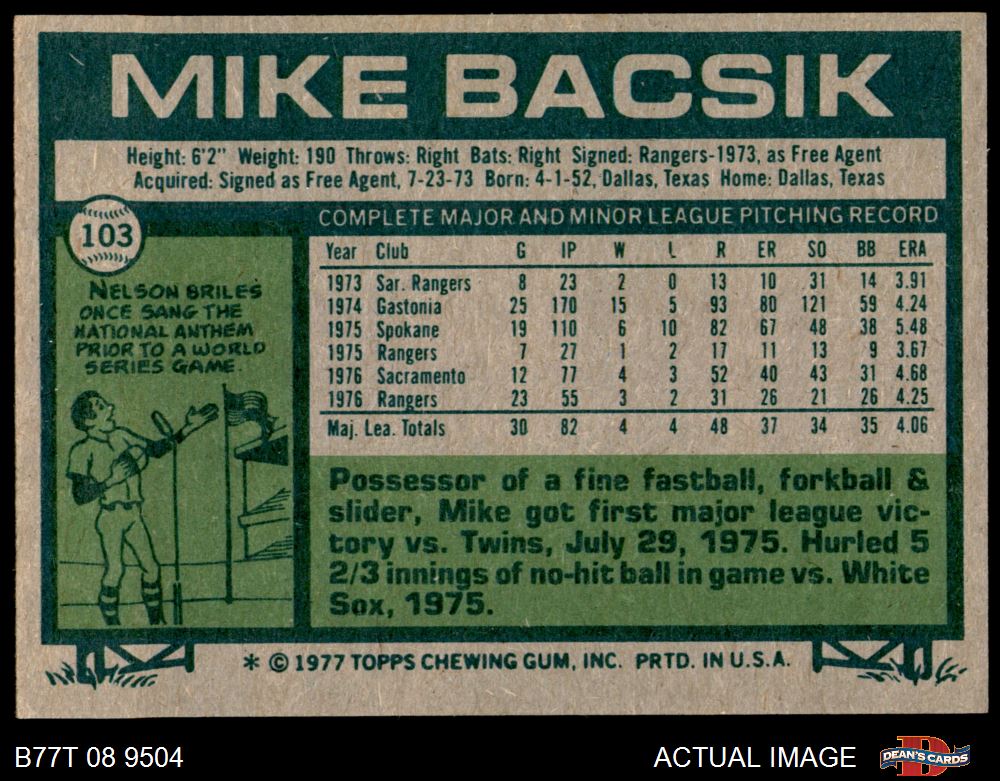 MIKE BACSIK
Height: 6'2" Weight: 190 Throws: Right Bats: Right Signed: Rangers-1973, as Free Agent
Acquired: Signed as Free Agent, 7-23-73 Born: 4-1-52, Dallas, Texas Home: Dallas, Texas
103
NELSON BRILES
ONCE SANG THE
NATIONAL ANTHEM
PRIOR TO A WORLD
SERIES GAME.
COMPLETE MAJOR AND MINOR LEAGUE PITCHING RECORD
Year Club G IP W L R ER SO BB ERA
1973 Sar. Rangers 8 23 2 0 13 10 31 14 3.91
1974 Gastonia 25 170 15 5 93 80 121 59 4.24
1975 Spokane 19 110 6 10 82 67 48 38 5.48
1975 Rangers 7 27 1 2 17 11 13 9 3.67
1976 Sacramento 12 77 4 3 52 40 43 31 4.68
1976 Rangers 23 55 3 2 31 26 21 26 4.25
Maj. Lea. Totals 30 82 4 4 48 37 34 35 4.06
Possessor of a fine fastball, forkball &
slider, Mike got first major league vic-
tory vs. Twins, July 29, 1975. Hurled 5
2/3 innings of no-hit ball in game vs. White
Sox, 1975.
* © 1977 TOPPS CHEWING GUM, INC. PRTD. IN U.S.A.
B77T 08 9504
ACTUAL IMAGE
DEAN'S CARDS